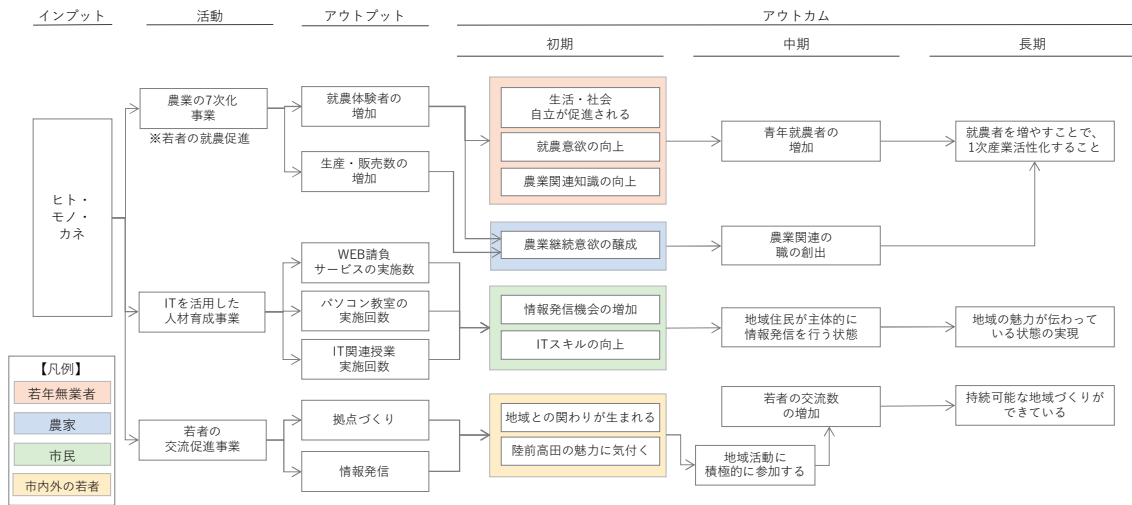 インプット
活動
アウトプット
アウトカム
初期
中期
長期
ヒト・
モノ・
カネ
農業の7次化
事業
※若者の就農促進
就農体験者の
増加
生産・販売数の
増加
生活・社会
自立が促進される
就農意欲の向上
農業関連知識の向上
青年就農者の
増加
就農者を増やすことで、
1次産業活性化すること
農業継続意欲の醸成
農業関連の
職の創出
ITを活用した
人材育成事業
WEB請負
サービスの実施数
パソコン教室の
実施回数
IT関連授業
実施回数
情報発信機会の増加
ITスキルの向上
地域住民が主体的に
情報発信を行う状態
地域の魅力が伝わって
いる状態の実現
若者の
交流促進事業
拠点づくり
情報発信
地域との関わりが生まれる
陸前高田の魅力に気付く
地域活動に
積極的に参加する
若者の交流数
の増加
持続可能な地域づくりが
できている
【凡例】
若年無業者
農家
市民
市内外の若者